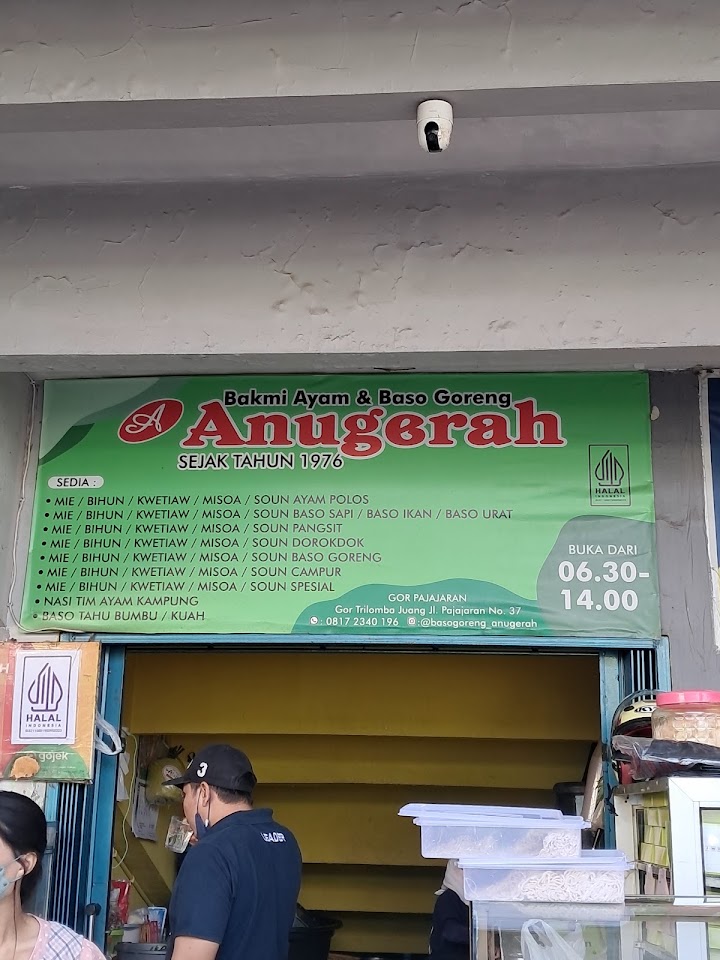 Bakmi Ayam & Baso Goreng
A Anugerah
SEJAK TAHUN 1976
SEDIA :
• MIE / BIHUN / KWETIAW / MISOA / SOUN AYAM POLOS
• MIE / BIHUN / KWETIAW / MISOA / SOUN BASO SAPI / BASO IKAN / BASO URAT
• MIE / BIHUN / KWETIAW / MISOA / SOUN PANGSIT
• MIE / BIHUN / KWETIAW / MISOA / SOUN DOROKDOK
• MIE / BIHUN / KWETIAW / MISOA / SOUN BASO GORENG
• MIE / BIHUN / KWETIAW / MISOA / SOUN CAMPUR
• MIE / BIHUN / KWETIAW / MISOA / SOUN SPESIAL
• NASI TIM AYAM KAMPUNG
• BASO TAHU BUMBU / KUAH
HALAL
INDONESIA
BUKA DARI
06.30-
14.00
GOR PAJAJARAN
Gor Trilomba Juang Jl. Pajajaran No. 37
: 0817 2340 196 :@basogoreng_anugerah
HALAL
INDONESIA
gojek
3
LEADER